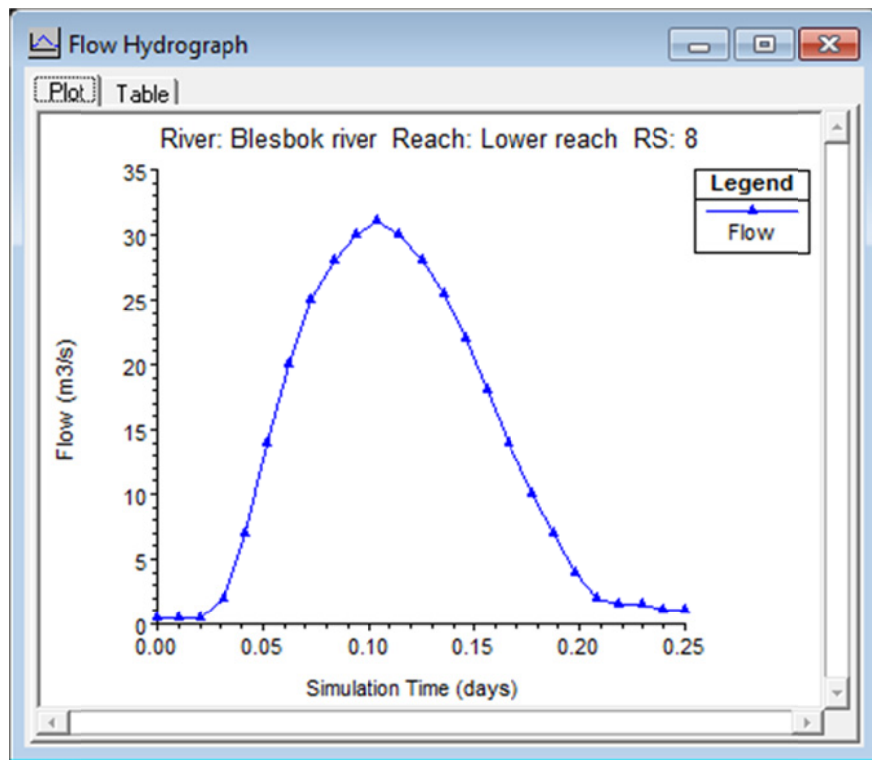 Flow Hydrograph
Plot Table
River: Blesbok river Reach: Lower reach RS: 8
Legend
Flow
35
30
25
20
15
10
5
0
Flow (m3/s)
0.00 0.05 0.10 0.15 0.20 0.25
Simulation Time (days)